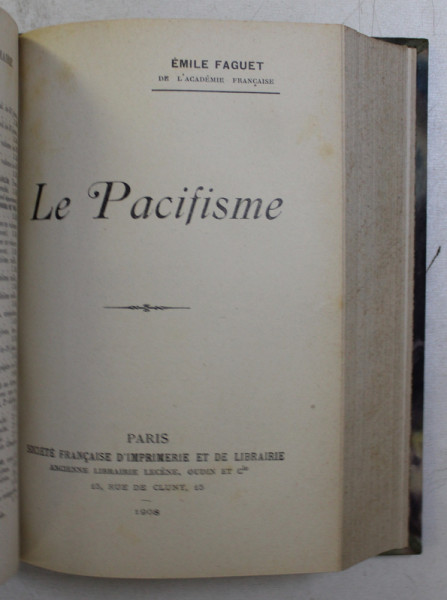 ÉMILE FAGUET
DE L'ACADÉMIE FRANÇAISE
Le Pacifisme
PARIS
SOCIÉTÉ FRANÇAISE D'IMPRIMERIE ET DE LIBRAIRIE
ANCIENNE LIBRAIRIE LECÈNE, OUDIN ET Cie
15, RUE DE CLUNY, 15
1908